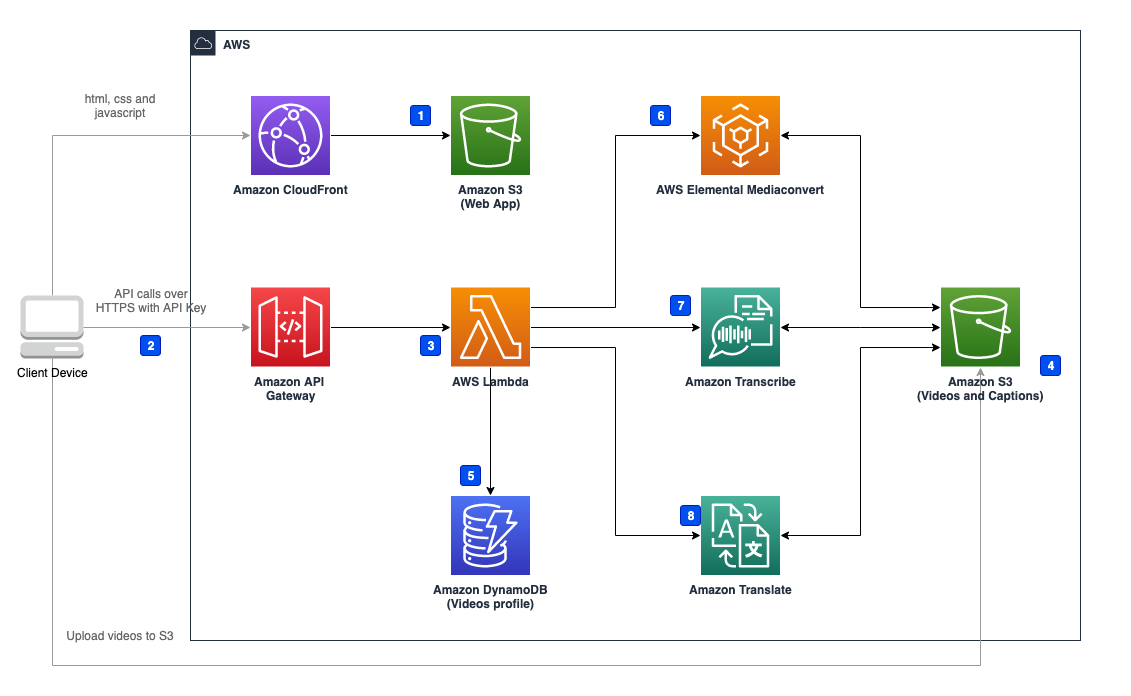 AWS
html, css and
javascript
1
6
Amazon CloudFront
Amazon S3
(Web App)
AWS Elemental Mediaconvert
API calls over
HTTPS with API Key
2
3
7
4
Client Device
Amazon API
Gateway
AWS Lambda
Amazon Transcribe
Amazon S3
(Videos and Captions)
5
8
A
文
Amazon DynamoDB
(Videos profile)
Amazon Translate
Upload videos to S3